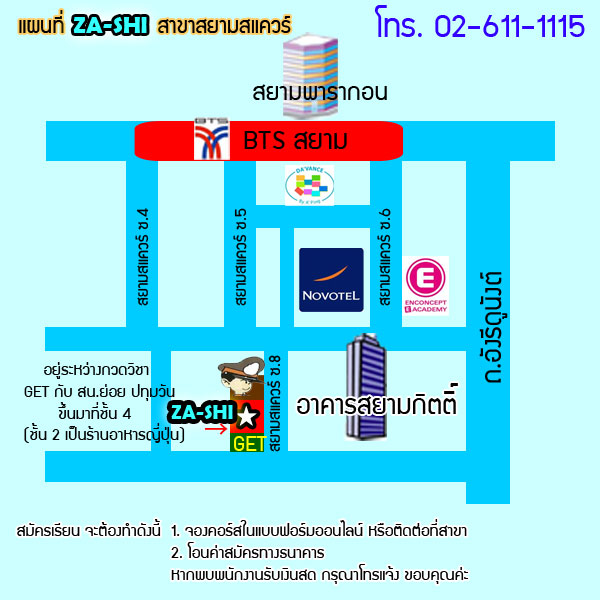 แผนที่ ZA-SHI สาขาสยามสแควร์
โทร. 02-611-1115
สยามพารากอน
BTS
BTS สยาม
DA'VANCE
สยามสแควร์ ซ.4
สยามสแควร์ ซ.5
สยามสแควร์ ซ.6
NOVOTEL
E
ENCONCEPT
E ACADEMY
ถ.อังรีดูนังต์
อยู่ระหว่างกวดวิชา
GET กับ สน.ย่อย ปทุมวัน
ขึ้นมาที่ชั้น 4
(ชั้น 2 เป็นร้านอาหารญี่ปุ่น)
ZA-SHI
GET
สยามสแควร์ ซ.8
อาคารสยามกิตติ์
สมัครเรียน จะต้องทำดังนี้ 1. จองคอร์สในแบบฟอร์มออนไลน์ หรือติดต่อที่สาขา
2. โอนค่าสมัครทางธนาคาร
หากพบพนักงานรับเงินสด กรุณาโทรแจ้ง ขอบคุณค่ะ